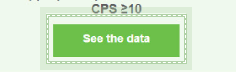 CPS ≥10
See the data